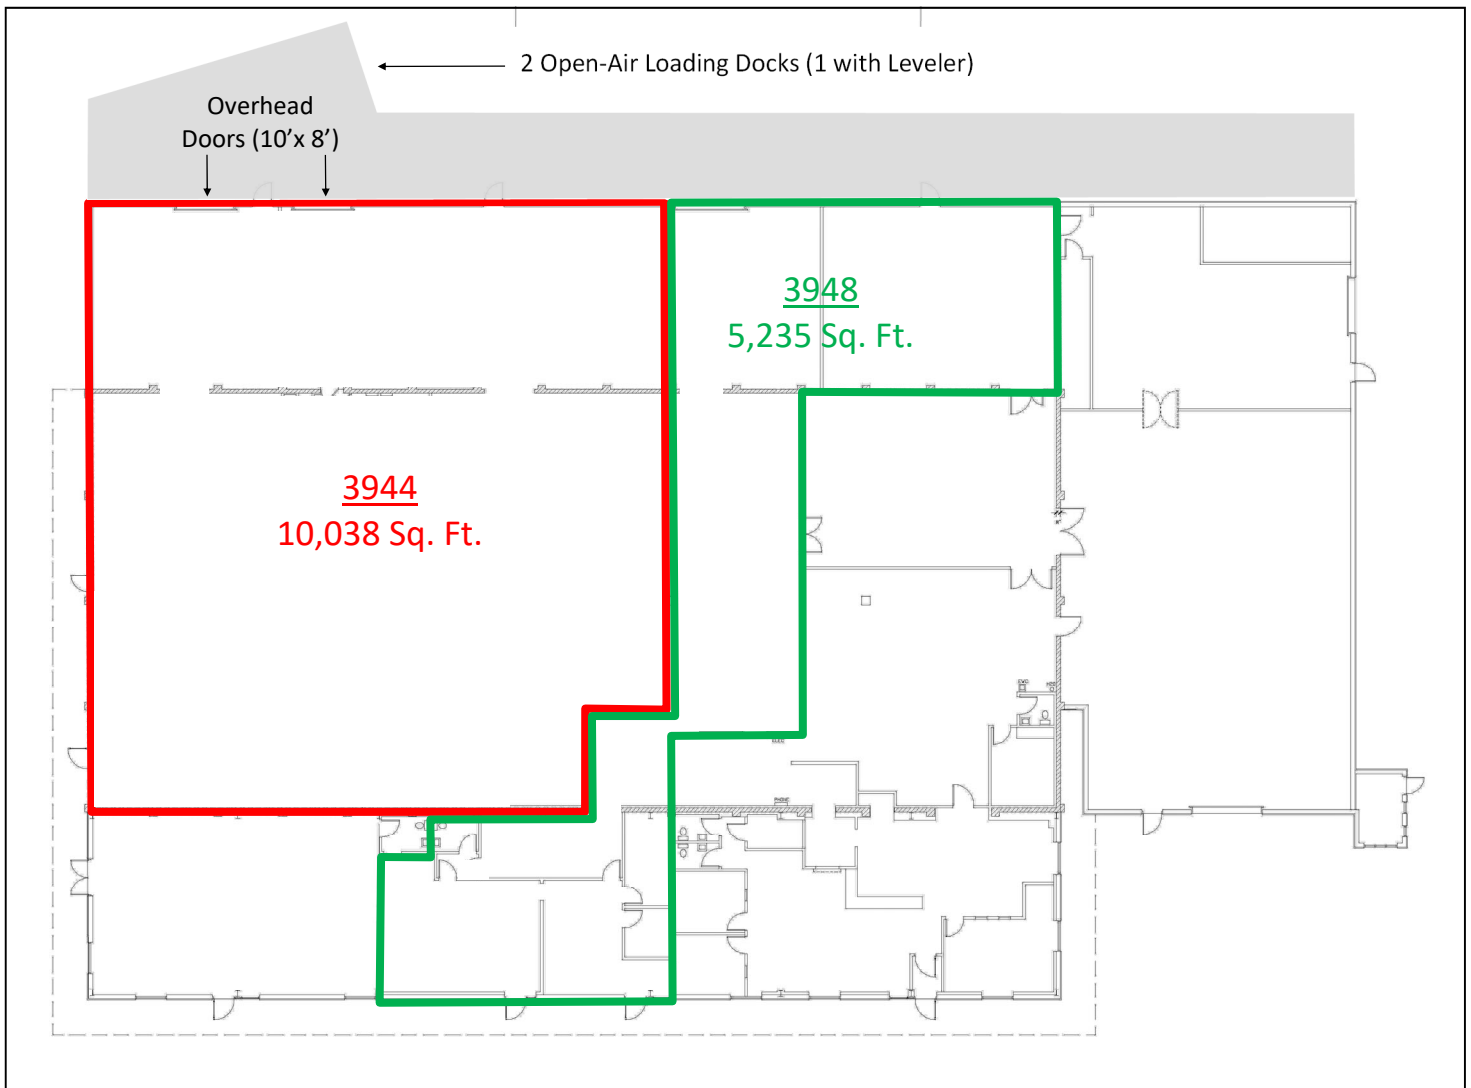 2 Open-Air Loading Docks (1 with Leveler)
Overhead
Doors (10’x 8’)
3948
5,235 Sq. Ft.
3944
10,038 Sq. Ft.